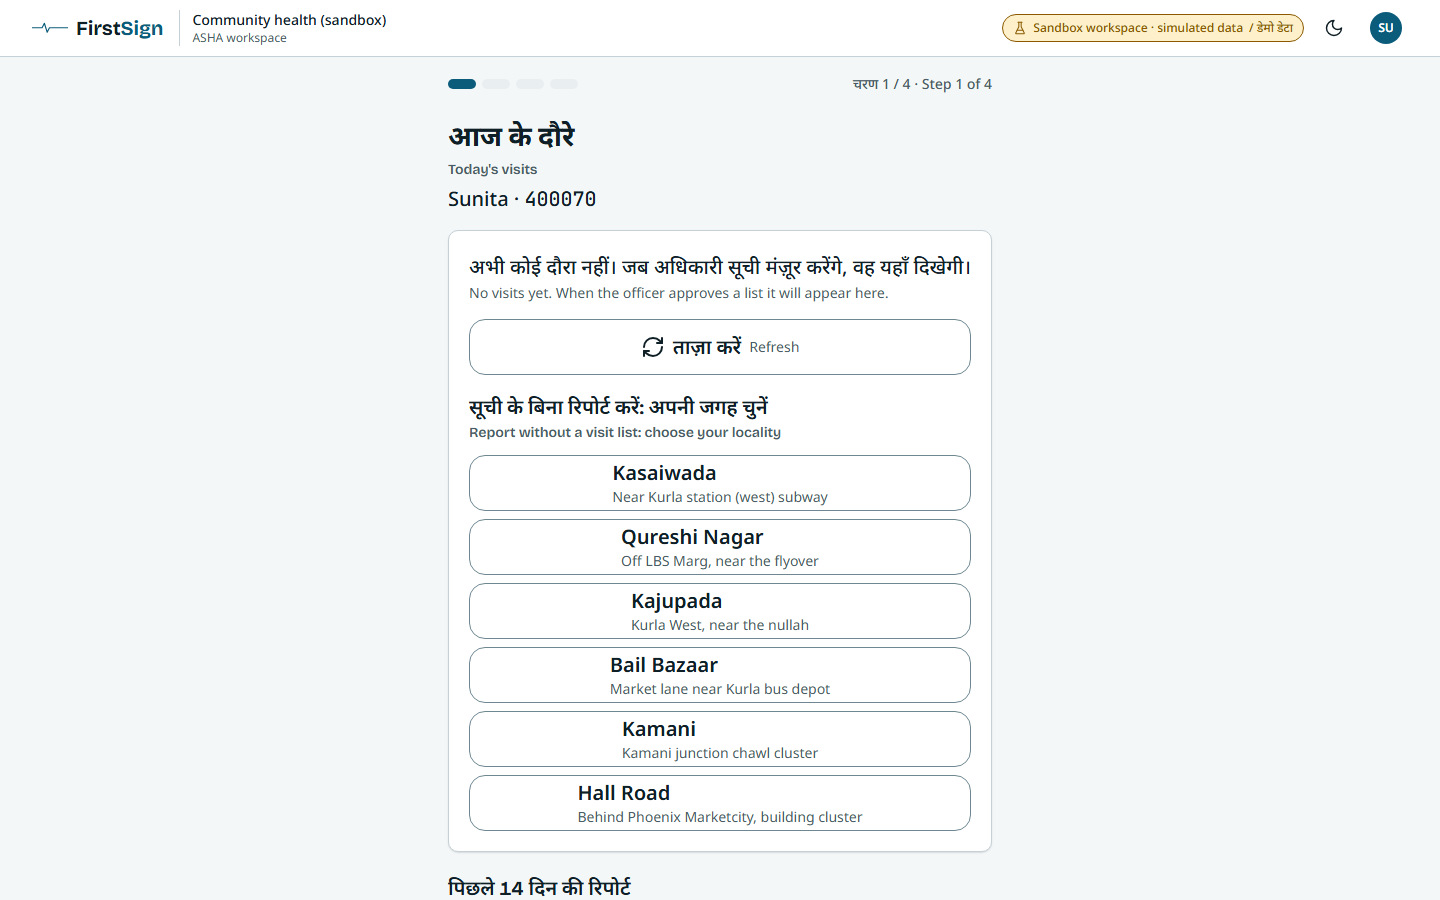 FirstSign
Community health (sandbox)
ASHA workspace
Sandbox workspace · simulated data / डेमो डेटा
SU
चरण 1 / 4 · Step 1 of 4
आज के दौरे
Today's visits
Sunita · 400070
अभी कोई दौरा नहीं। जब अधिकारी सूची मंज़ूर करेंगे, वह यहाँ दिखेगी।
No visits yet. When the officer approves a list it will appear here.
ताज़ा करें Refresh
सूची के बिना रिपोर्ट करें: अपनी जगह चुनें
Report without a visit list: choose your locality
Kasaiwada
Near Kurla station (west) subway
Qureshi Nagar
Off LBS Marg, near the flyover
Kajupada
Kurla West, near the nullah
Bail Bazaar
Market lane near Kurla bus depot
Kamani
Kamani junction chawl cluster
Hall Road
Behind Phoenix Marketcity, building cluster
पिछले 14 दिन की रिपोर्ट